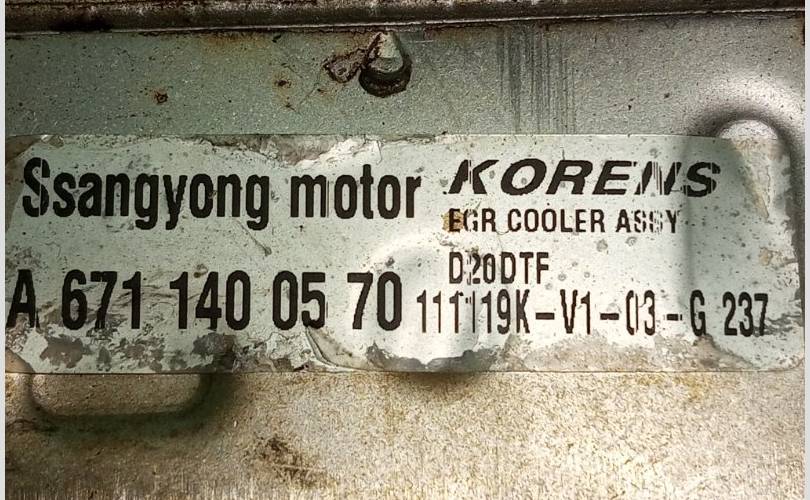 Ssangyong motor
KORENS
EGR COOLER ASSY
D20DTF
A 671 140 05 70
111119K-V1-03-G 237